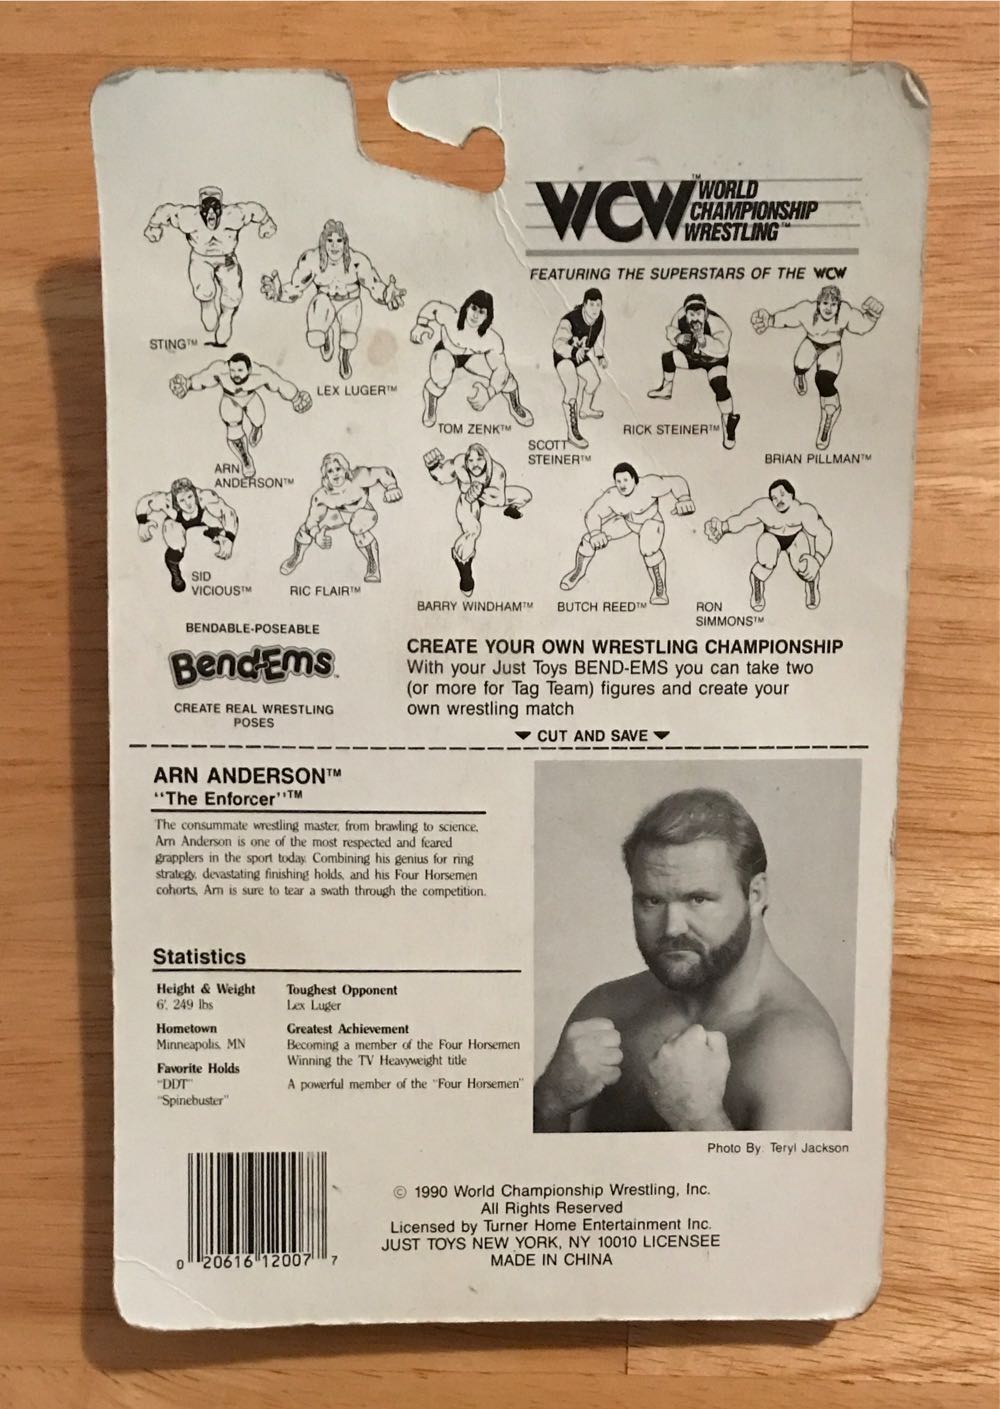 WCW™ WORLD
CHAMPIONSHIP
WRESTLING™
FEATURING THE SUPERSTARS OF THE WCW
STING™
LEX LUGER™
TOM ZENK™
SCOTT
STEINER™
RICK STEINER™
BRIAN PILLMAN™
ARN
ANDERSON™
SID
VICIOUS™
RIC FLAIR™
BARRY WINDHAM™
BUTCH REED™
RON
SIMMONS™
BENDABLE-POSEABLE
Bend-Ems™
CREATE REAL WRESTLING
POSES
CREATE YOUR OWN WRESTLING CHAMPIONSHIP
With your Just Toys BEND-EMS you can take two
(or more for Tag Team) figures and create your
own wrestling match
CUT AND SAVE
ARN ANDERSON™
"The Enforcer"™
The consummate wrestling master, from brawling to science,
Arn Anderson is one of the most respected and feared
grapplers in the sport today. Combining his genius for ring
strategy, devastating finishing holds, and his Four Horsemen
cohorts, Arn is sure to tear a swath through the competition.
Statistics
Height & Weight
6', 249 lbs
Hometown
Minneapolis, MN
Favorite Holds
"DDT"
"Spinebuster"
Toughest Opponent
Lex Luger
Greatest Achievement
Becoming a member of the Four Horsemen
Winning the TV Heavyweight title
A powerful member of the "Four Horsemen"
Photo By: Teryl Jackson
0 20616 12007 7
© 1990 World Championship Wrestling, Inc.
All Rights Reserved
Licensed by Turner Home Entertainment Inc.
JUST TOYS NEW YORK, NY 10010 LICENSEE
MADE IN CHINA